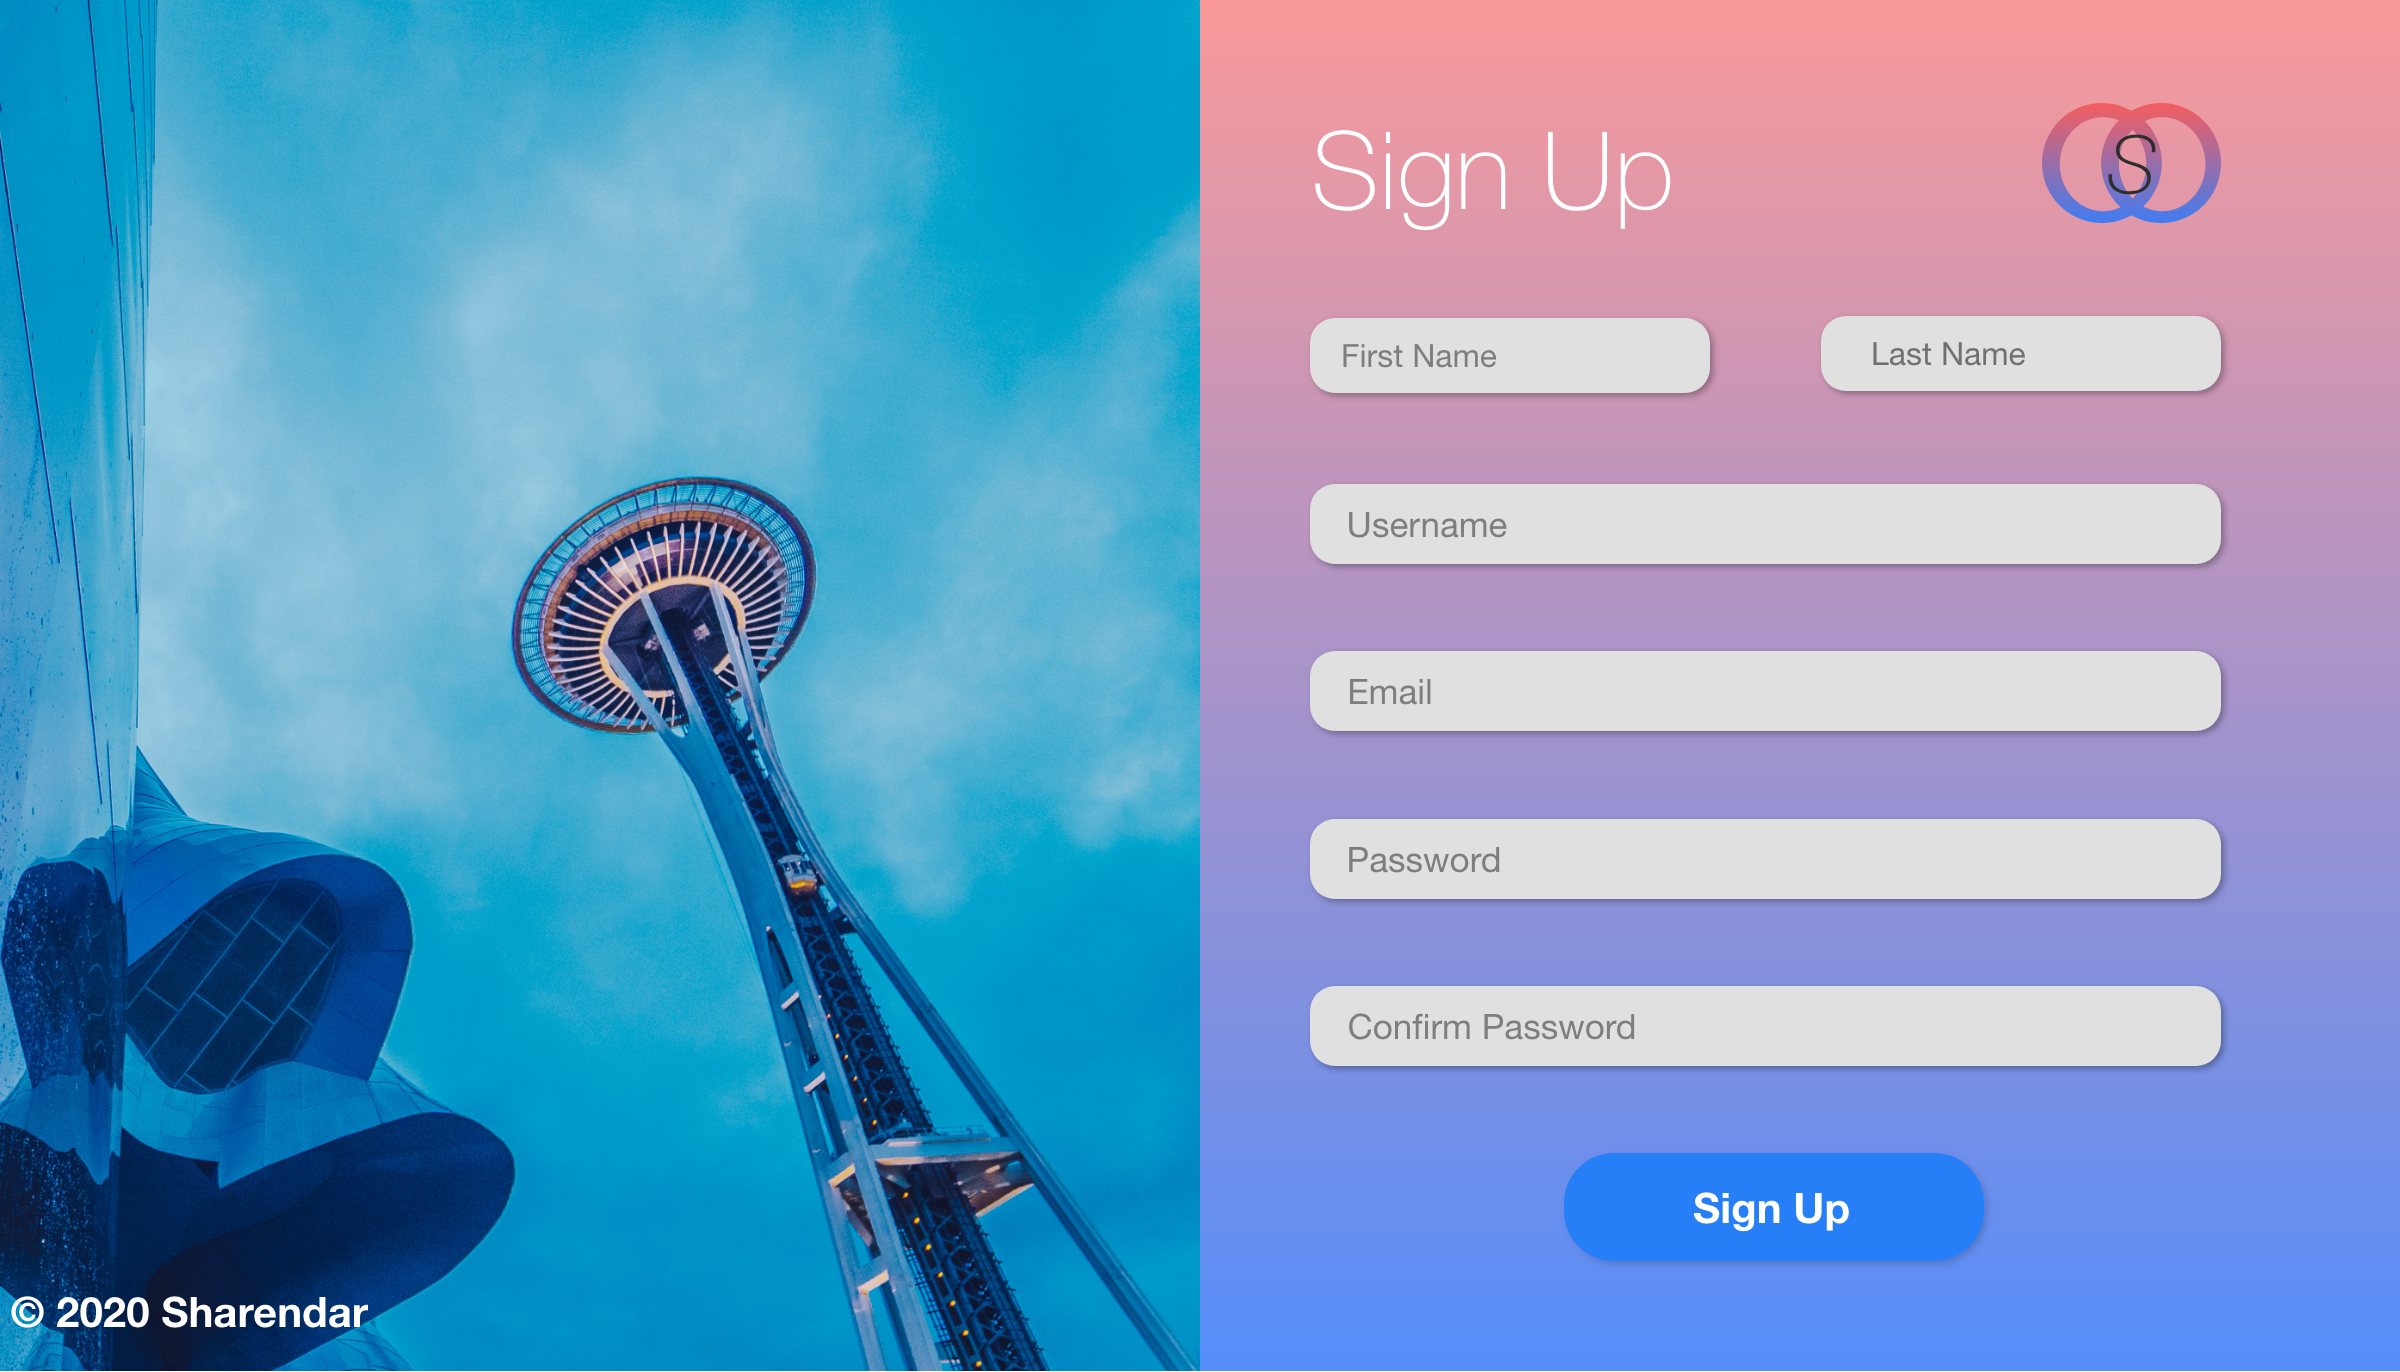 Sign Up
S
First Name
Last Name
Username
Email
Password
Confirm Password
Sign Up
© 2020 Sharendar